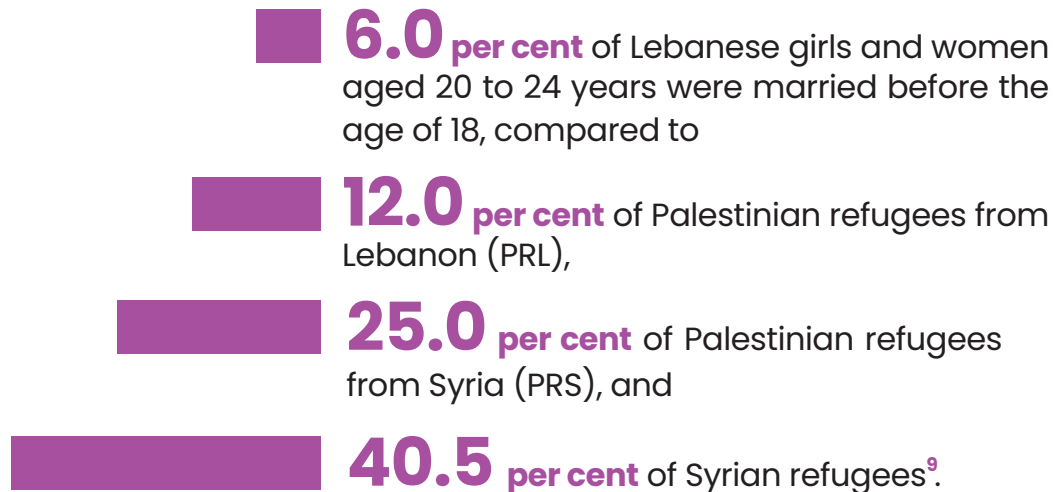 6.0 per cent of Lebanese girls and women
aged 20 to 24 years were married before the
age of 18, compared to
12.0 per cent of Palestinian refugees from
Lebanon (PRL),
25.0 per cent of Palestinian refugees
from Syria (PRS), and
40.5 per cent of Syrian refugees⁹.